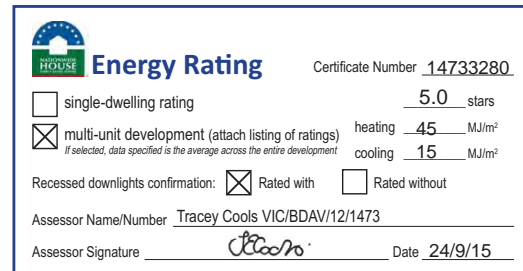 NATIONWIDE
HOUSE
Energy Rating
Certificate Number 14733280
single-dwelling rating
5.0 stars
multi-unit development (attach listing of ratings)
heating 45 MJ/m²
If selected, data specified is the average across the entire development
cooling 15 MJ/m²
Recessed downlights confirmation: Rated with Rated without
Assessor Name/Number Tracey Cools VIC/BDAV/12/1473
Assessor Signature Date 24/9/15